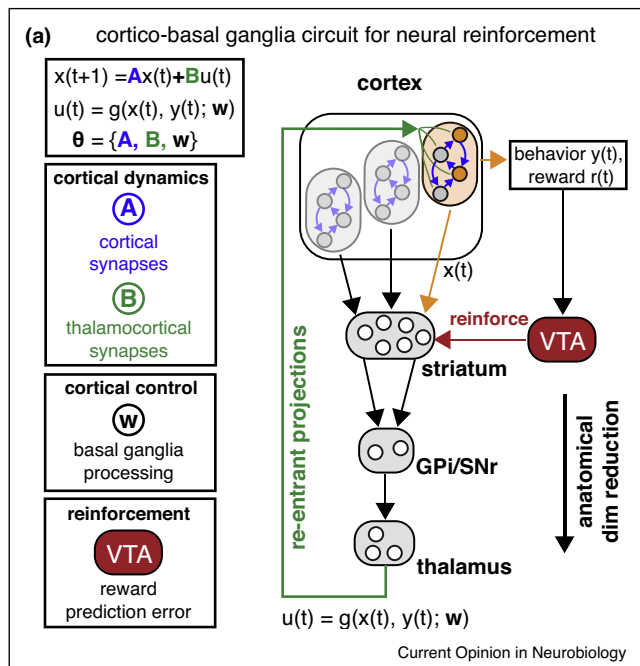 (a) cortico-basal ganglia circuit for neural reinforcement
x(t+1) =Ax(t)+Bu(t)
u(t) = g(x(t), y(t); w)
θ = {A, B, w}
cortical dynamics
A
cortical
synapses
B
thalamocortical
synapses
cortical control
w
basal ganglia
processing
reinforcement
VTA
reward
prediction error
cortex
behavior y(t),
reward r(t)
x(t)
reinforce
VTA
striatum
re-entrant projections
GPi/SNr
anatomical
dim reduction
thalamus
u(t) = g(x(t), y(t); w)
Current Opinion in Neurobiology